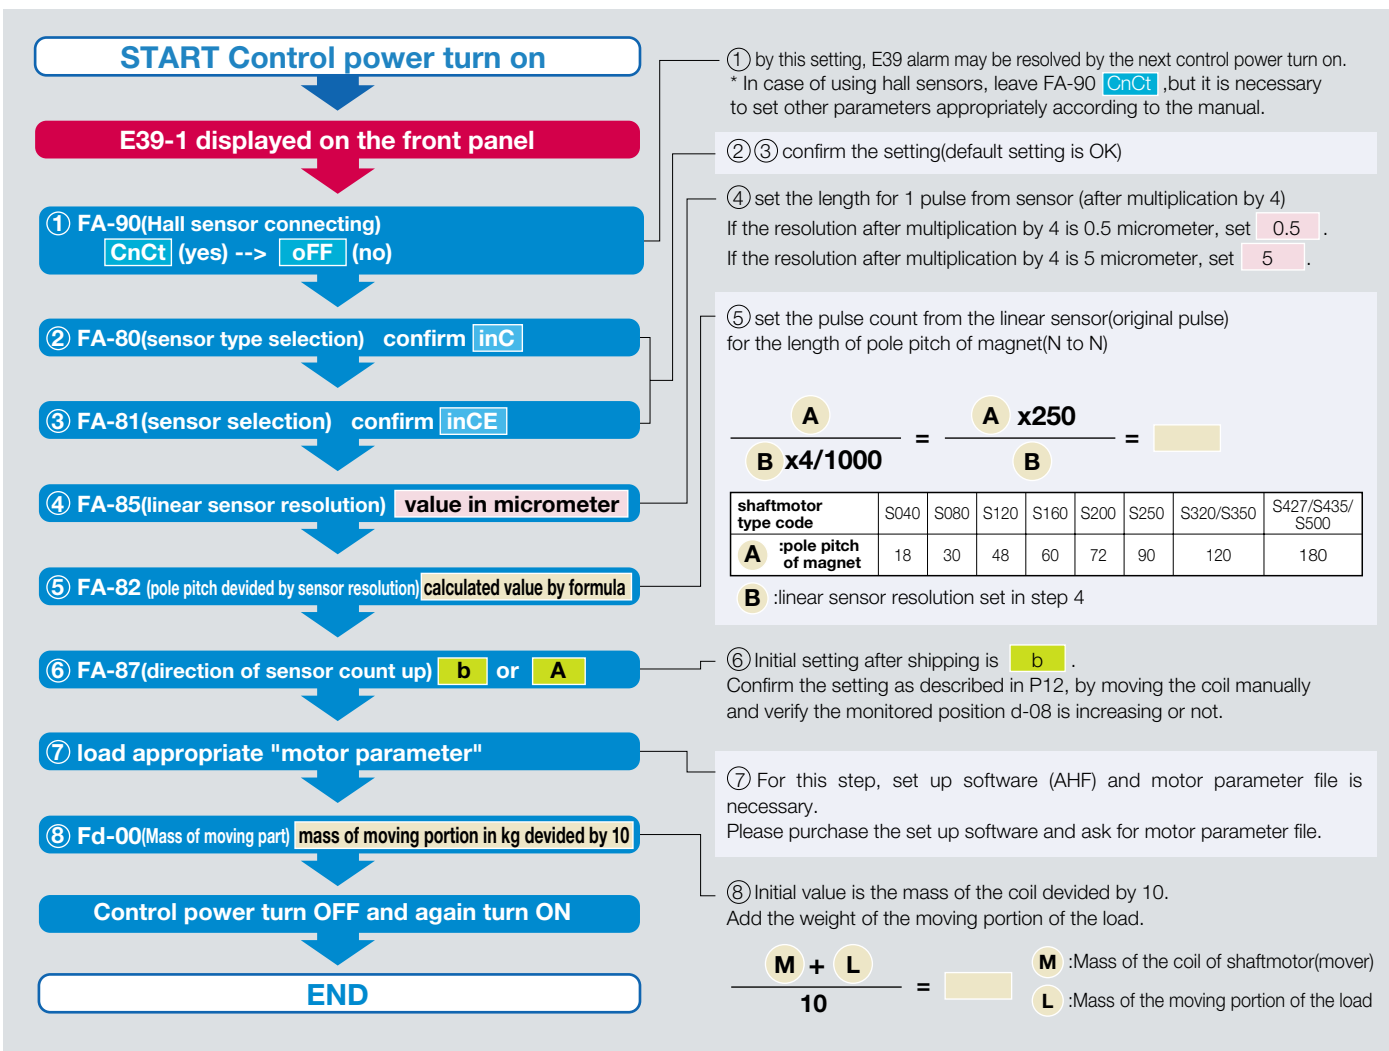 START Control power turn on
E39-1 displayed on the front panel
① FA-90(Hall sensor connecting)
CnCt (yes) --> oFF (no)
② FA-80(sensor type selection) confirm inC
③ FA-81(sensor selection) confirm inCE
④ FA-85(linear sensor resolution) value in micrometer
⑤ FA-82 (pole pitch devided by sensor resolution) calculated value by formula
⑥ FA-87(direction of sensor count up) b or A
⑦ load appropriate "motor parameter"
⑧ Fd-00(Mass of moving part) mass of moving portion in kg devided by 10
Control power turn OFF and again turn ON
END
① by this setting, E39 alarm may be resolved by the next control power turn on.
* In case of using hall sensors, leave FA-90 CnCt ,but it is necessary
to set other parameters appropriately according to the manual.
②③ confirm the setting(default setting is OK)
④ set the length for 1 pulse from sensor (after multiplication by 4)
If the resolution after multiplication by 4 is 0.5 micrometer, set 0.5 .
If the resolution after multiplication by 4 is 5 micrometer, set 5 .
⑤ set the pulse count from the linear sensor(original pulse)
for the length of pole pitch of magnet(N to N)
A A x250
= =
B x4/1000 B
shaftmotor type code S040 S080 S120 S160 S200 S250 S320/S350 S427/S435/S500
A :pole pitch of magnet 18 30 48 60 72 90 120 180
B :linear sensor resolution set in step 4
⑥ Initial setting after shipping is b .
Confirm the setting as described in P12, by moving the coil manually
and verify the monitored position d-08 is increasing or not.
⑦ For this step, set up software (AHF) and motor parameter file is
necessary.
Please purchase the set up software and ask for motor parameter file.
⑧ Initial value is the mass of the coil devided by 10.
Add the weight of the moving portion of the load.
M + L
=
10
M :Mass of the coil of shaftmotor(mover)
L :Mass of the moving portion of the load